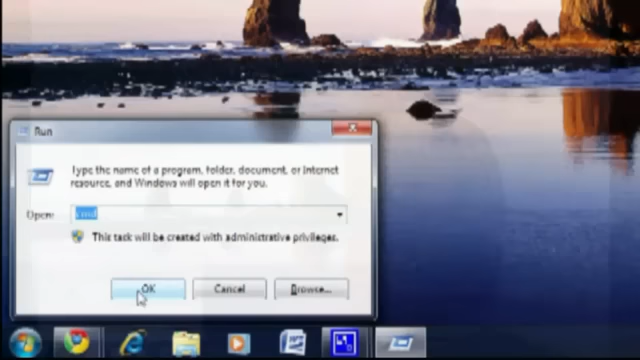 Run
Type the name of a program, folder, document, or Internet
resource, and Windows will open it for you.
Open:
cmd
This task will be created with administrative privileges.
OK
Cancel
Browse...